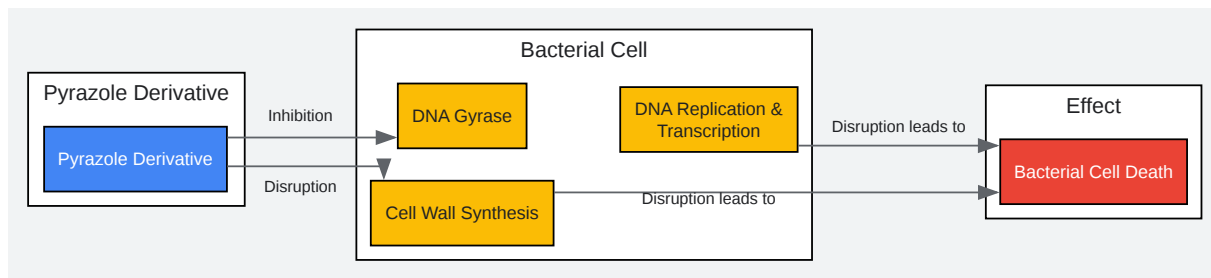 Pyrazole Derivative
Pyrazole Derivative
Inhibition
Disruption
Bacterial Cell
DNA Gyrase
Cell Wall Synthesis
DNA Replication &
Transcription
Disruption leads to
Disruption leads to
Effect
Bacterial Cell Death